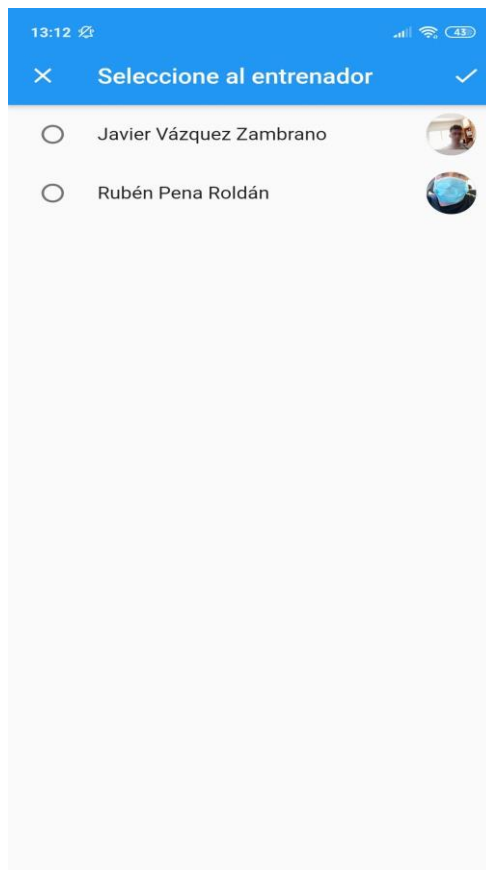 13:12 43
Seleccione al entrenador
Javier Vázquez Zambrano
Rubén Pena Roldán